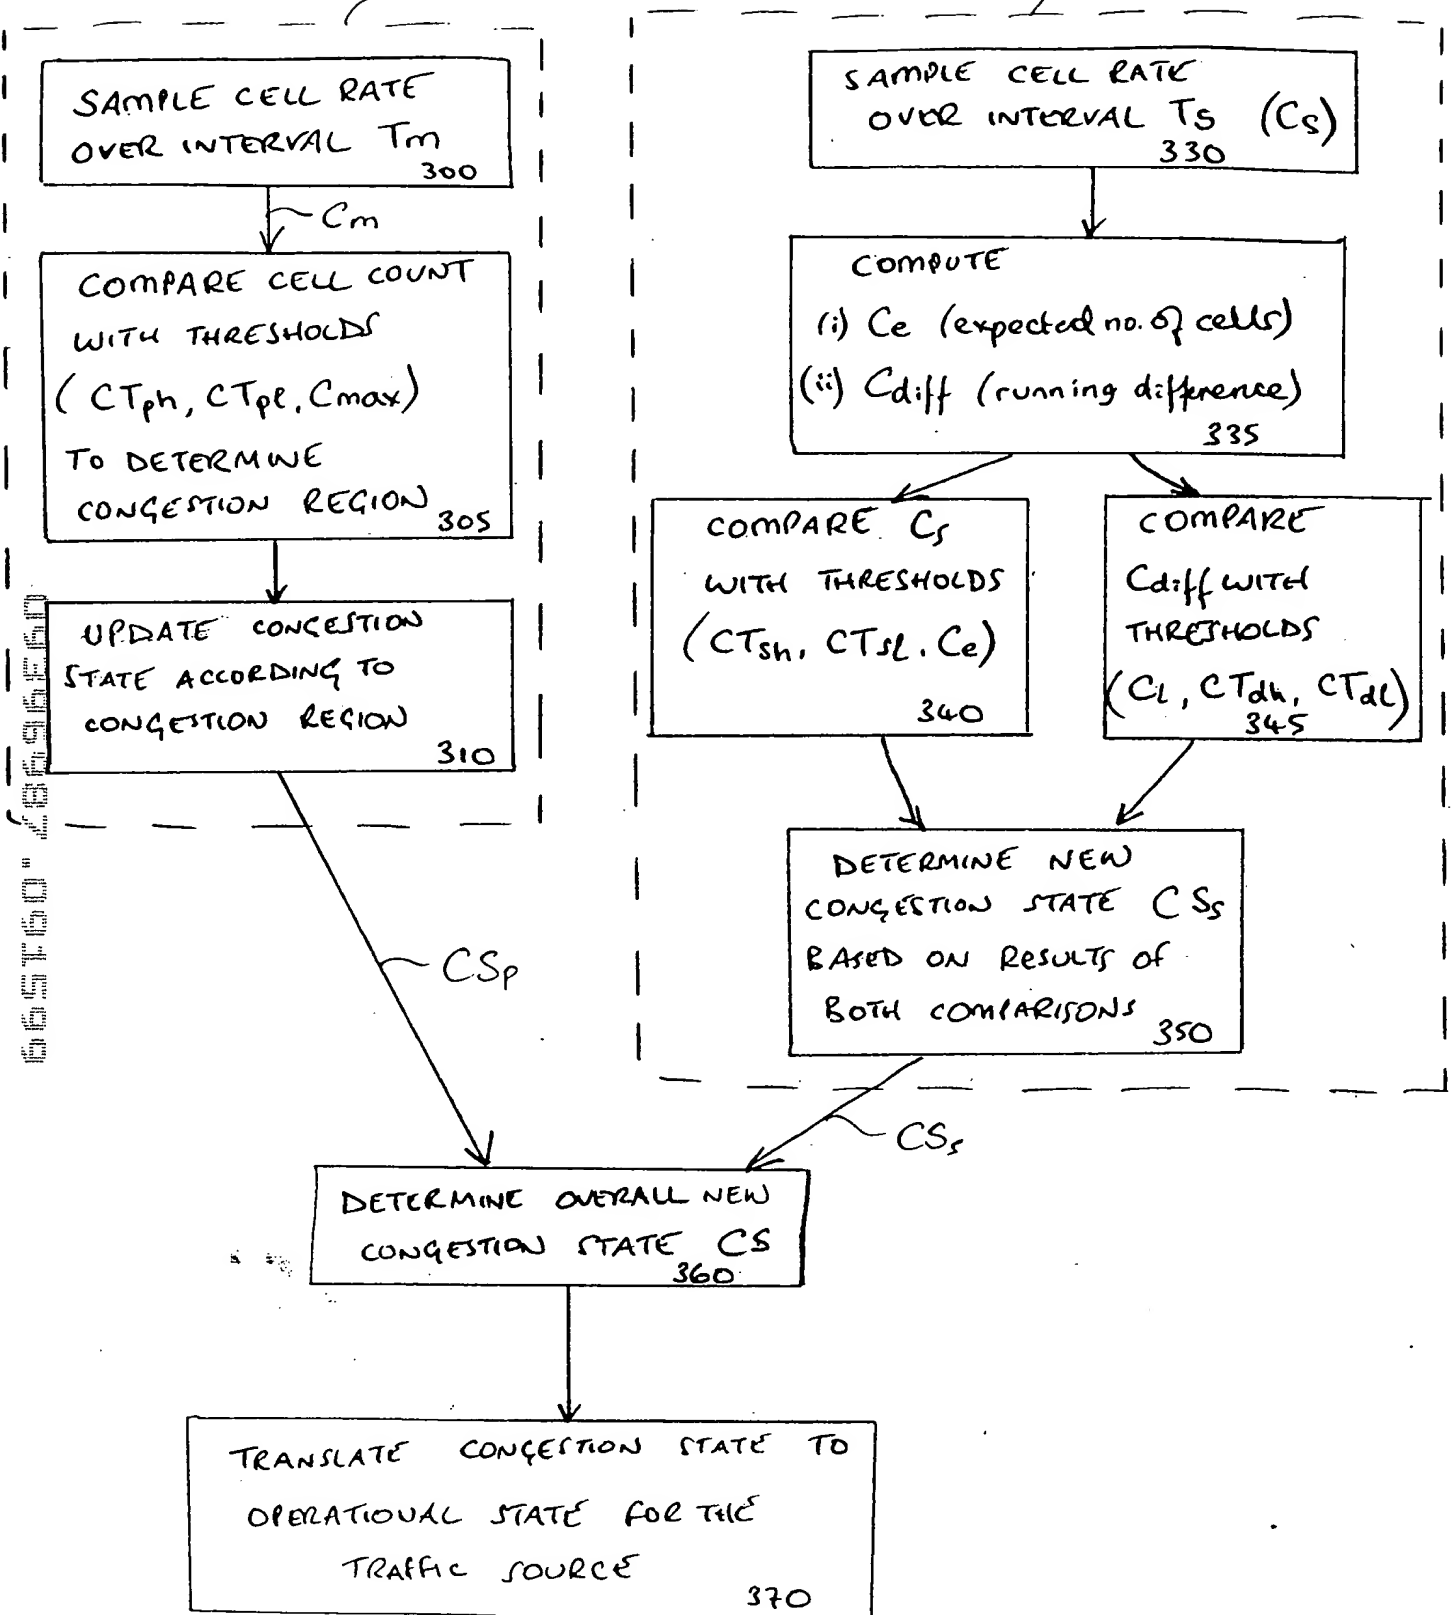 SAMPLE CELL RATE
OVER INTERVAL Tm
300
Cm
COMPARE CELL COUNT
WITH THRESHOLDS
(CTph, CTpl, Cmax)
TO DETERMINE
CONGESTION REGION
305
UPDATE CONGESTION
STATE ACCORDING TO
CONGESTION REGION
310
CSp
SAMPLE CELL RATE
OVER INTERVAL Ts (Cs)
330
COMPUTE
(i) Ce (expected no. of cells)
(ii) Cdiff (running difference)
335
COMPARE Cs
WITH THRESHOLDS
(CTsh, CTsl, Ce)
340
COMPARE
Cdiff WITH
THRESHOLDS
(CL, CTdh, CTdl)
345
DETERMINE NEW
CONGESTION STATE CSs
BASED ON RESULTS OF
BOTH COMPARISONS
350
CSs
DETERMINE OVERALL NEW
CONGESTION STATE CS
360
TRANSLATE CONGESTION STATE TO
OPERATIONAL STATE FOR THE
TRAFFIC SOURCE
370